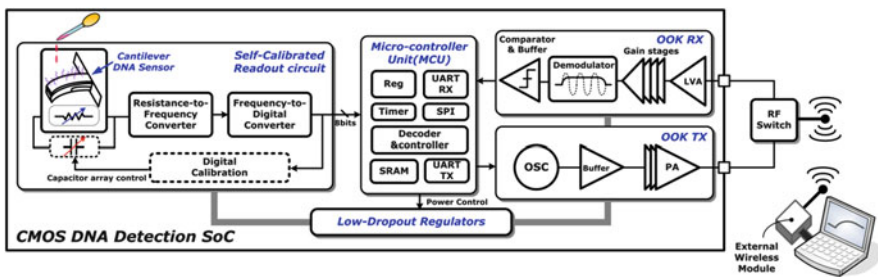 Cantilever
DNA Sensor
Self-Calibrated
Readout circuit
Resistance-to-
Frequency
Converter
Frequency-to-
Digital
Converter
8bits
Digital
Calibration
Capacitor array control
Micro-controller
Unit(MCU)
Reg
UART
RX
Timer
SPI
Decoder
&controller
SRAM
UART
TX
Power Control
Low-Dropout Regulators
Comparator
& Buffer
OOK RX
Demodulator
Gain stages
LVA
OOK TX
OSC
Buffer
PA
RF
Switch
External
Wireless
Module
CMOS DNA Detection SoC